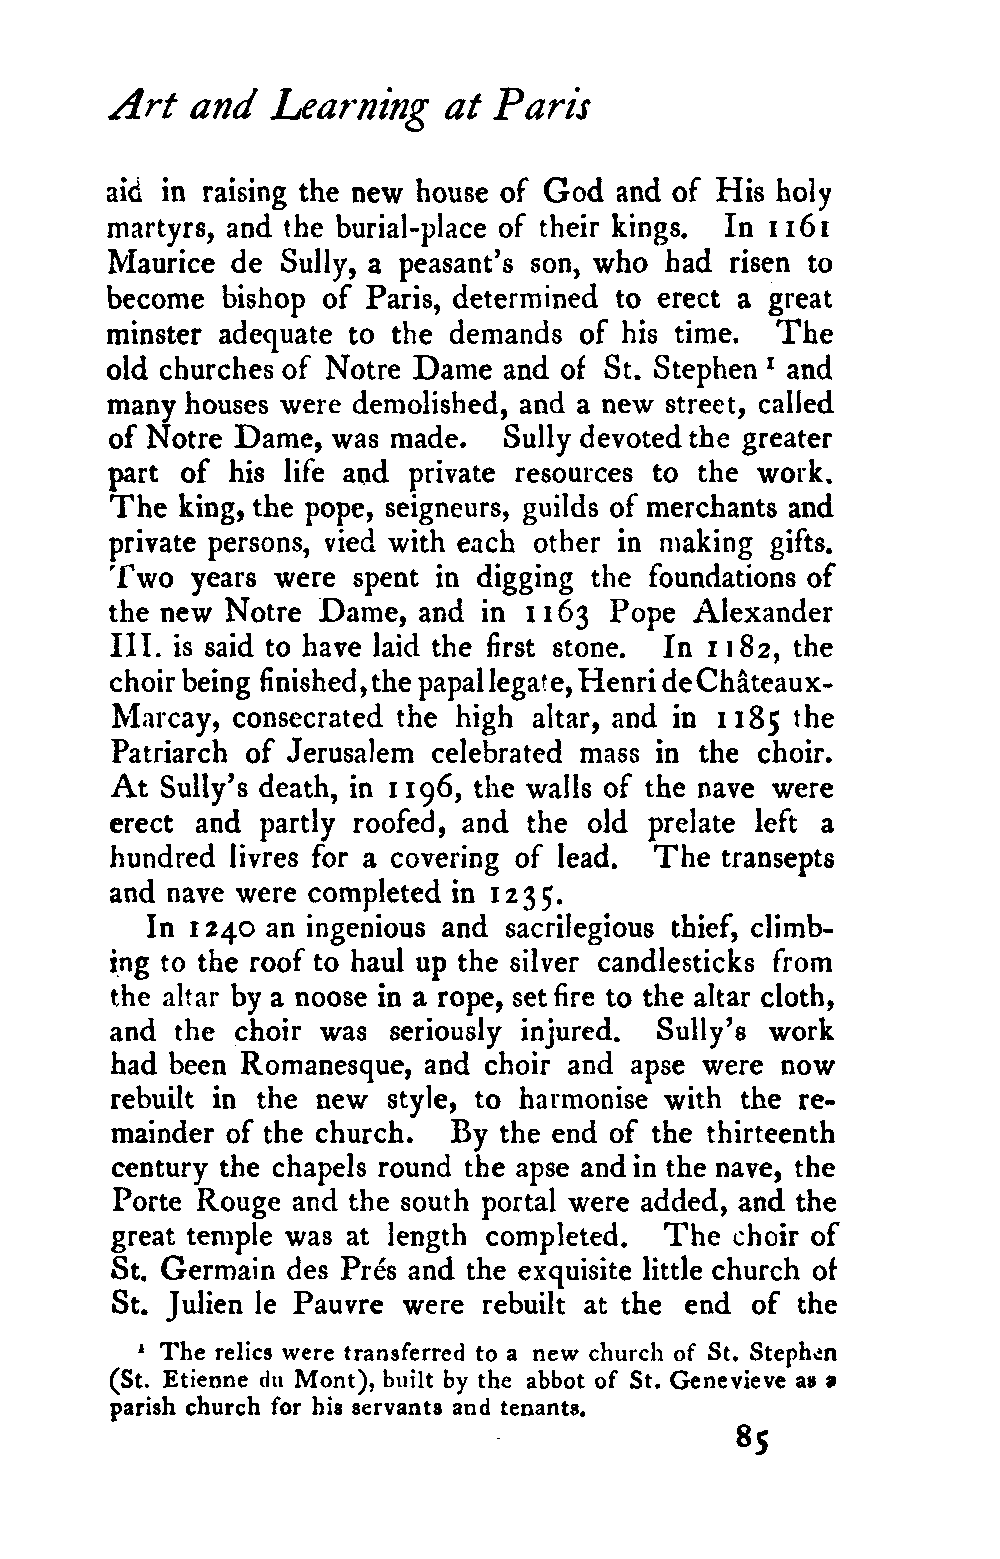 Art and Learning at Paris
aid in raising the new house of God and of His holy
martyrs, and the burial-place of their kings. In 1161
Maurice de Sully, a peasant's son, who had risen to
become bishop of Paris, determined to erect a great
minster adequate to the demands of his time. The
old churches of Notre Dame and of St. Stephen ¹ and
many houses were demolished, and a new street, called
of Notre Dame, was made. Sully devoted the greater
part of his life and private resources to the work.
The king, the pope, seigneurs, guilds of merchants and
private persons, vied with each other in making gifts.
Two years were spent in digging the foundations of
the new Notre Dame, and in 1163 Pope Alexander
III. is said to have laid the first stone. In 1182, the
choir being finished, the papal legate, Henri de Châteaux-
Marcay, consecrated the high altar, and in 1185 the
Patriarch of Jerusalem celebrated mass in the choir.
At Sully's death, in 1196, the walls of the nave were
erect and partly roofed, and the old prelate left a
hundred livres for a covering of lead. The transepts
and nave were completed in 1235.
In 1240 an ingenious and sacrilegious thief, climb-
ing to the roof to haul up the silver candlesticks from
the altar by a noose in a rope, set fire to the altar cloth,
and the choir was seriously injured. Sully's work
had been Romanesque, and choir and apse were now
rebuilt in the new style, to harmonise with the re-
mainder of the church. By the end of the thirteenth
century the chapels round the apse and in the nave, the
Porte Rouge and the south portal were added, and the
great temple was at length completed. The choir of
St. Germain des Prés and the exquisite little church of
St. Julien le Pauvre were rebuilt at the end of the
¹ The relics were transferred to a new church of St. Stephen
(St. Etienne du Mont), built by the abbot of St. Genevieve as a
parish church for his servants and tenants.
85